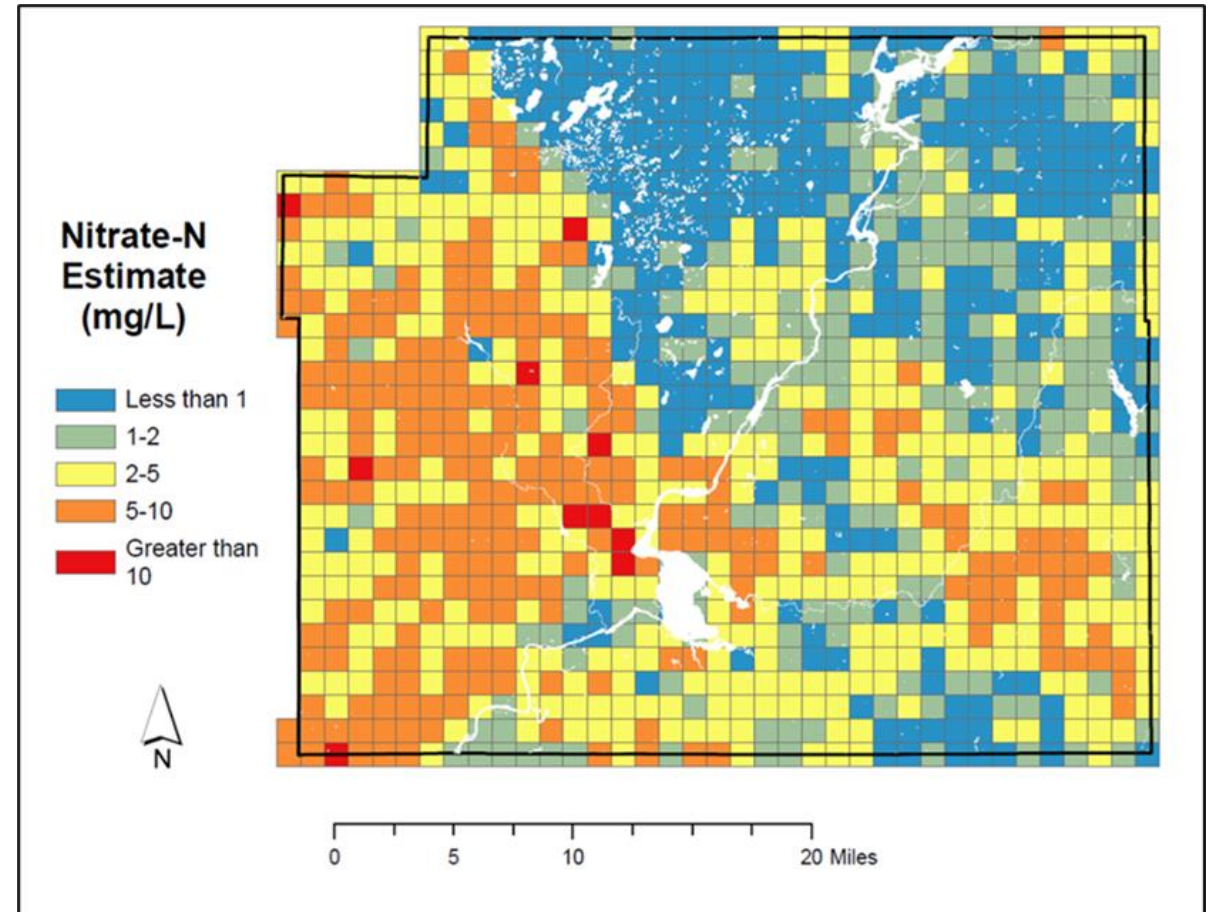 Nitrate-N
Estimate
(mg/L)
Less than 1
1-2
2-5
5-10
Greater than
10
N
0 5 10 20 Miles